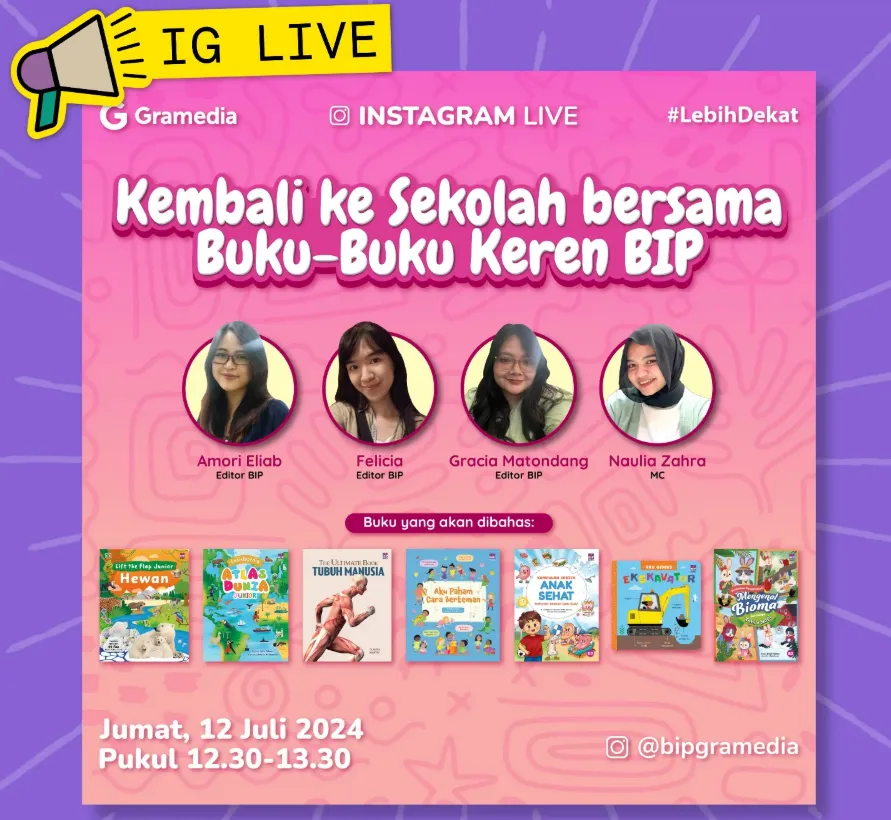 IG LIVE
Gramedia
INSTAGRAM LIVE
#LebihDekat
Kembali ke Sekolah bersama
Buku-Buku Keren BIP
Amori Eliab
Editor BIP
Felicia
Editor BIP
Gracia Matondang
Editor BIP
Naulia Zahra
MC
Buku yang akan dibahas:
Lift the Flap Junior
Hewan
ATLAS
DUNIA
JUNIOR
The Ultimate Book
TUBUH MANUSIA
Aku Paham
Cara Berteman
ANAK
SEHAT
EKSKAVATOR
Mengenal
Bioma
Jumat, 12 Juli 2024
Pukul 12.30-13.30
@bipgramedia